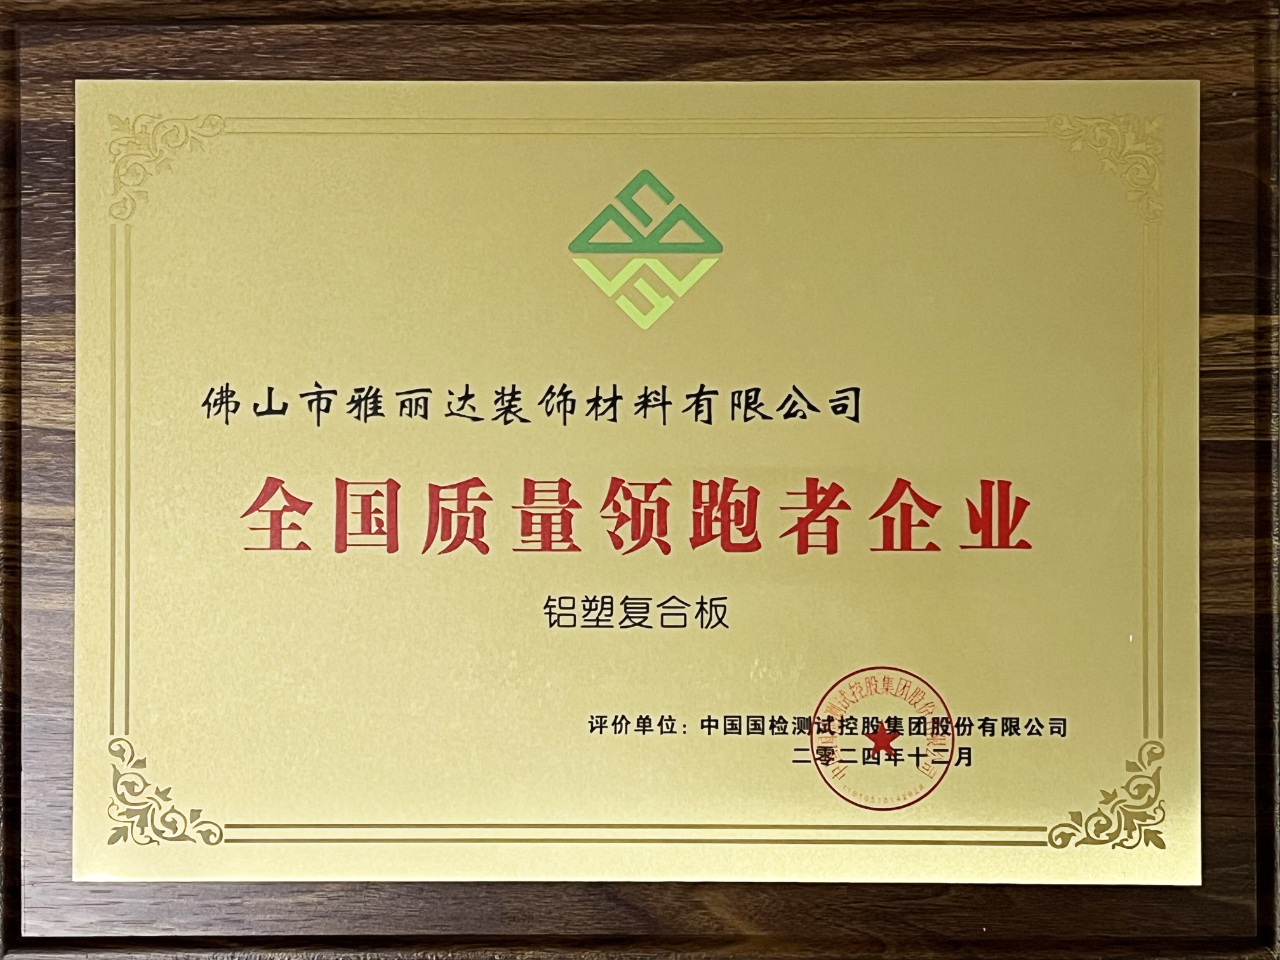 佛山市雅丽达装饰材料有限公司
全国质量领跑者企业
铝塑复合板
评价单位：中国国检测试控股集团股份有限公司
二零二四年十二月